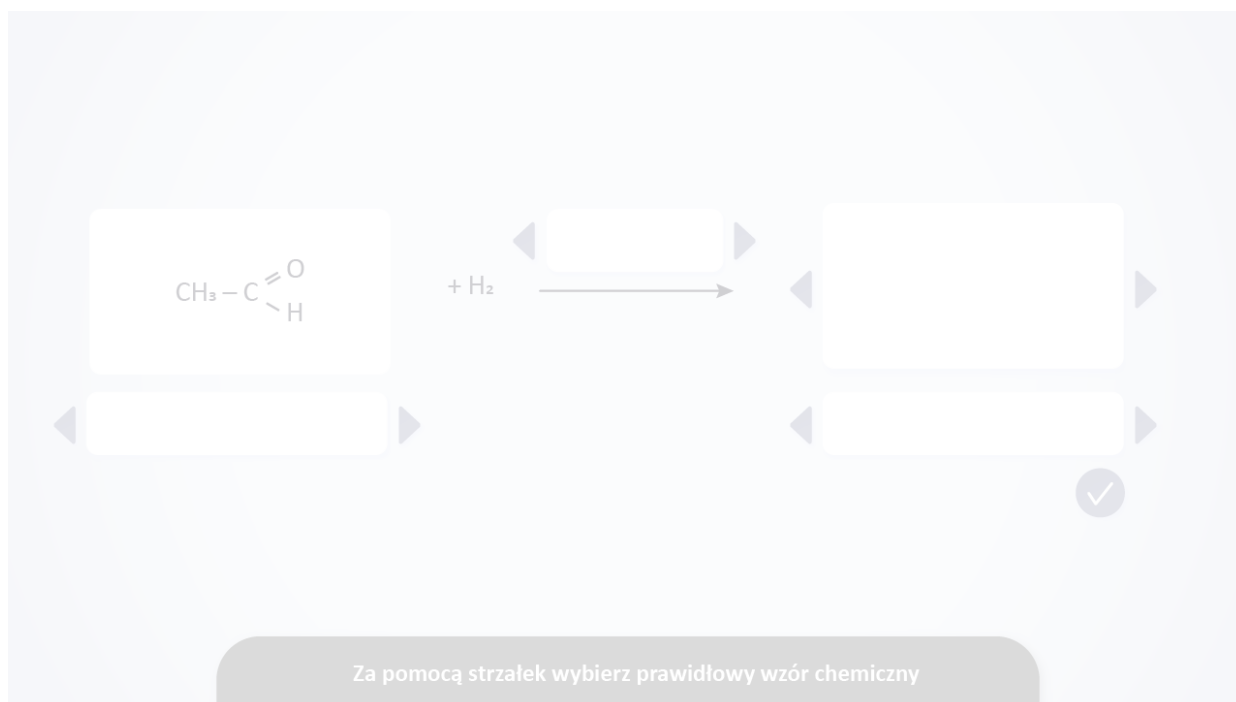 O
CH₃ – C
H
+ H₂
Za pomocą strzałek wybierz prawidłowy wzór chemiczny